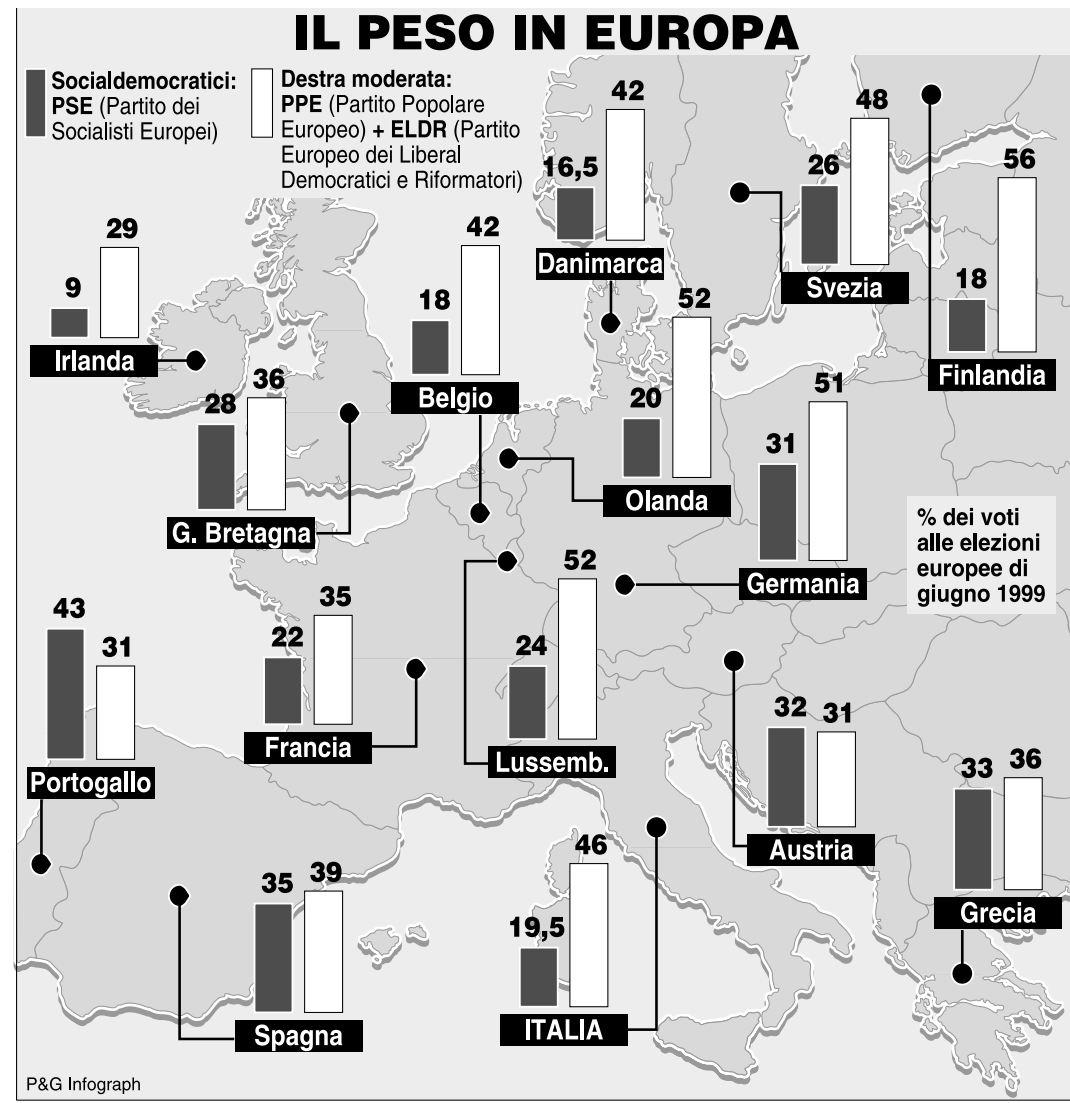 IL PESO IN EUROPA
Socialdemocratici:
PSE (Partito dei
Socialisti Europei)
Destra moderata:
PPE (Partito Popolare
Europeo) + ELDR (Partito
Europeo dei Liberal
Democratici e Riformatori)
16,5
42
Danimarca
26
48
Svezia
18
56
Finlandia
9
29
Irlanda
18
42
Belgio
28
36
G. Bretagna
20
52
Olanda
31
51
Germania
% dei voti
alle elezioni
europee di
giugno 1999
43
31
Portogallo
22
35
Francia
24
52
Lussemb.
32
31
Austria
33
36
Grecia
35
39
Spagna
19,5
46
ITALIA
P&G Infograph